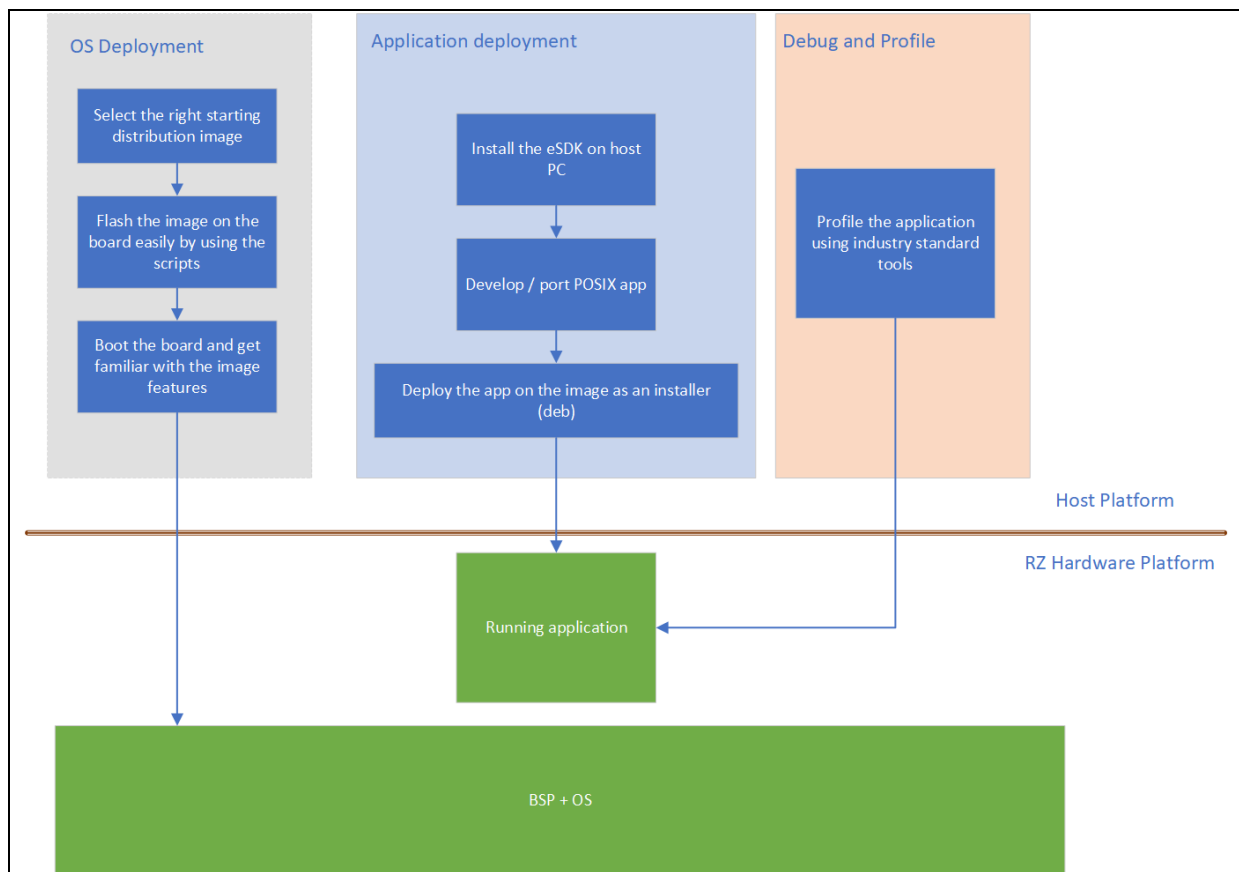 OS Deployment
Select the right starting
distribution image
Flash the image on the
board easily by using the
scripts
Boot the board and get
familiar with the image
features
Application deployment
Install the eSDK on host
PC
Develop / port POSIX app
Deploy the app on the image as an installer
(deb)
Debug and Profile
Profile the application
using industry standard
tools
Host Platform
RZ Hardware Platform
Running application
BSP + OS